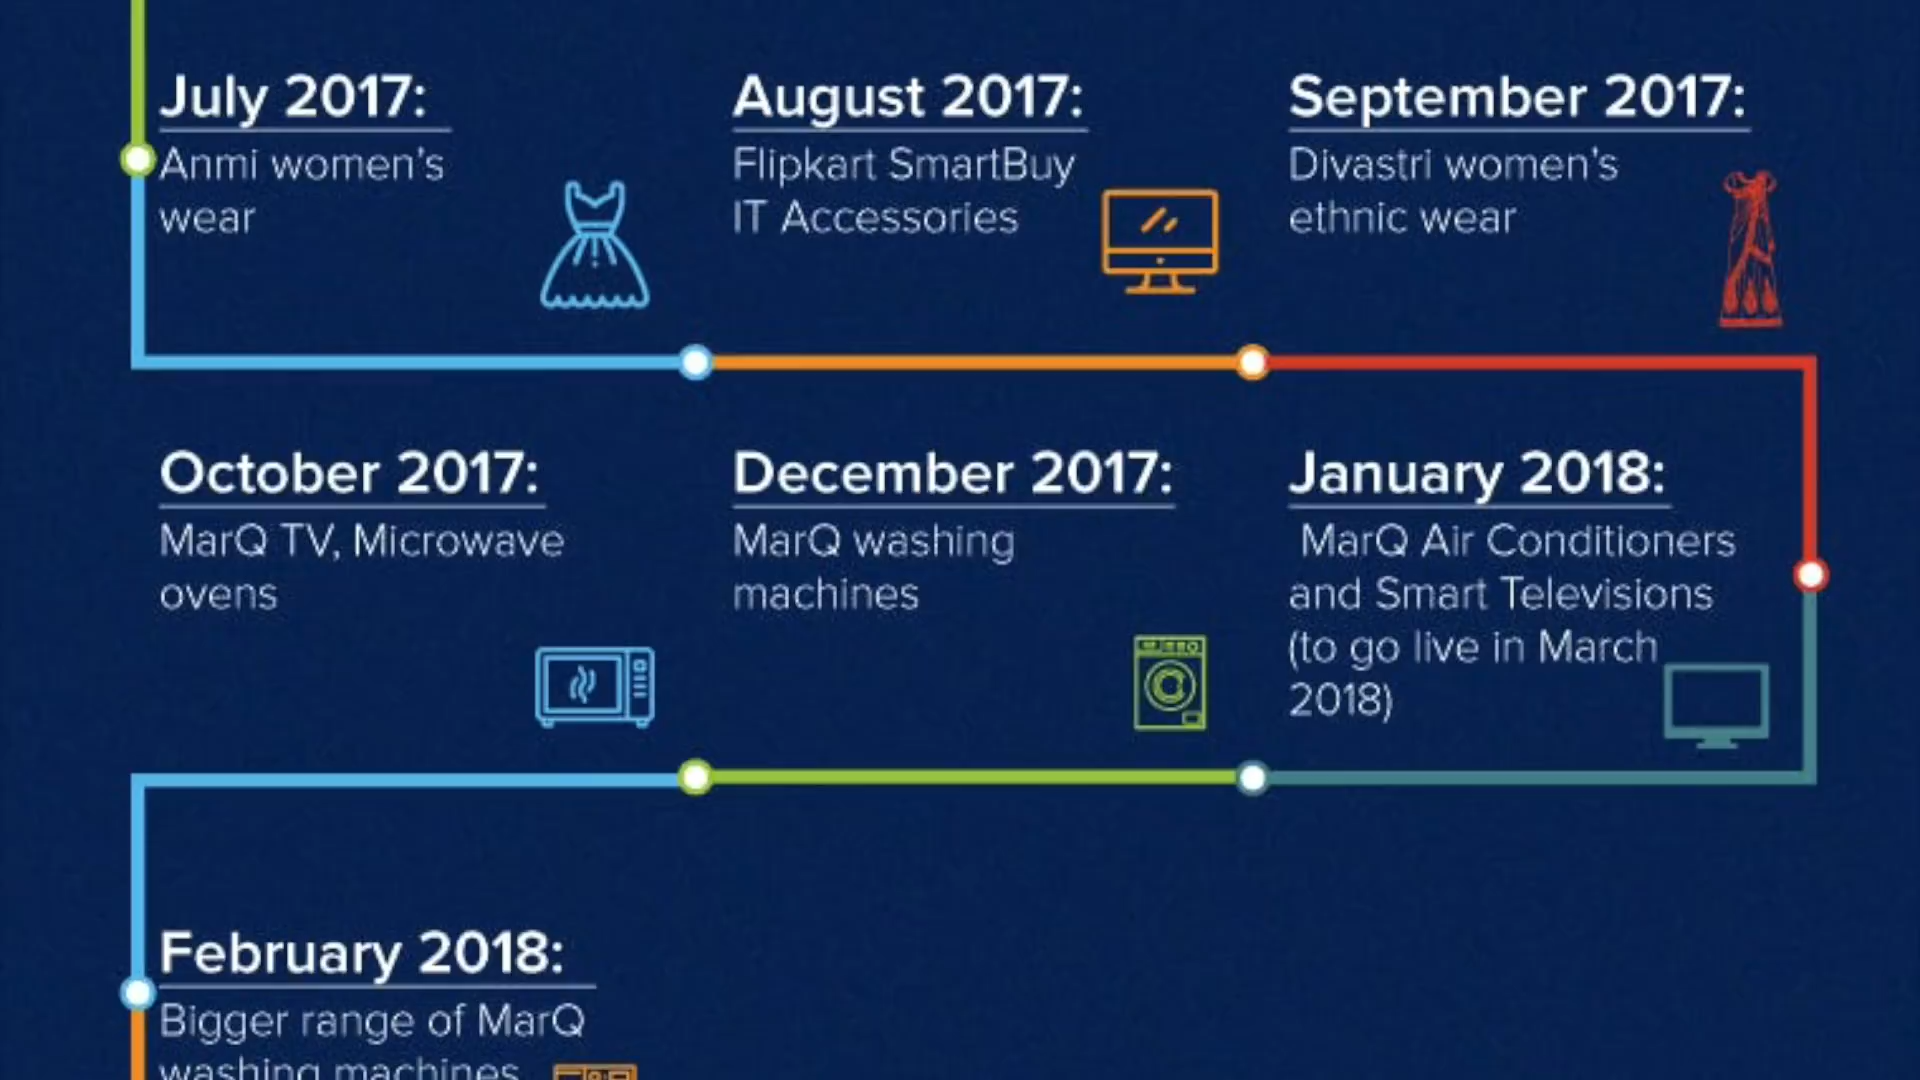 July 2017:
Anmi women's
wear
August 2017:
Flipkart SmartBuy
IT Accessories
September 2017:
Divastri women's
ethnic wear
October 2017:
MarQ TV, Microwave
ovens
December 2017:
MarQ washing
machines
January 2018:
MarQ Air Conditioners
and Smart Televisions
(to go live in March
2018)
February 2018:
Bigger range of MarQ
washing machines